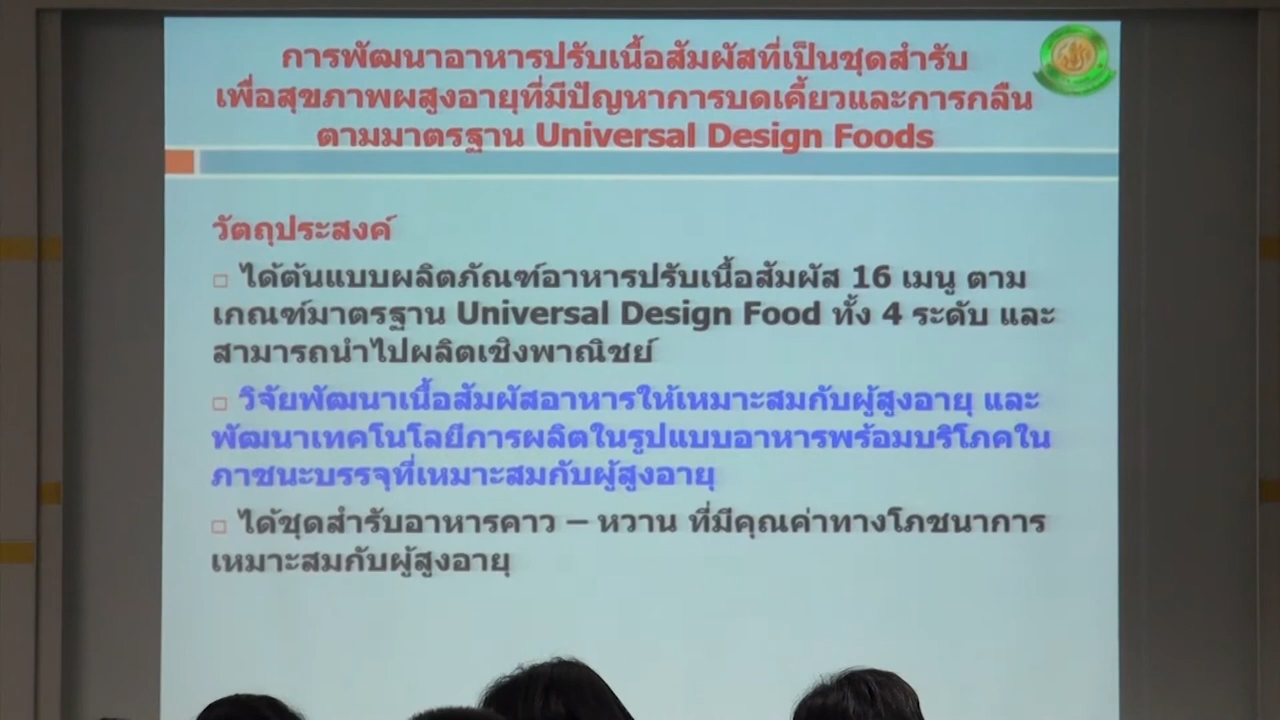 การพัฒนาอาหารปรับเนื้อสัมผัสที่เป็นชุดสำรับ
เพื่อสุขภาพผสูงอายุที่มีปัญหาการบดเคี้ยวและการกลืน
ตามมาตรฐาน Universal Design Foods
วัตถุประสงค์
ได้ต้นแบบผลิตภัณฑ์อาหารปรับเนื้อสัมผัส 16 เมนู ตาม
เกณฑ์มาตรฐาน Universal Design Food ทั้ง 4 ระดับ และ
สามารถนำไปผลิตเชิงพาณิชย์
วิจัยพัฒนาเนื้อสัมผัสอาหารให้เหมาะสมกับผู้สูงอายุ และ
พัฒนาเทคโนโลยีการผลิตในรูปแบบอาหารพร้อมบริโภคใน
ภาชนะบรรจุที่เหมาะสมกับผู้สูงอายุ
ได้ชุดสำรับอาหารคาว – หวาน ที่มีคุณค่าทางโภชนาการ
เหมาะสมกับผู้สูงอายุ